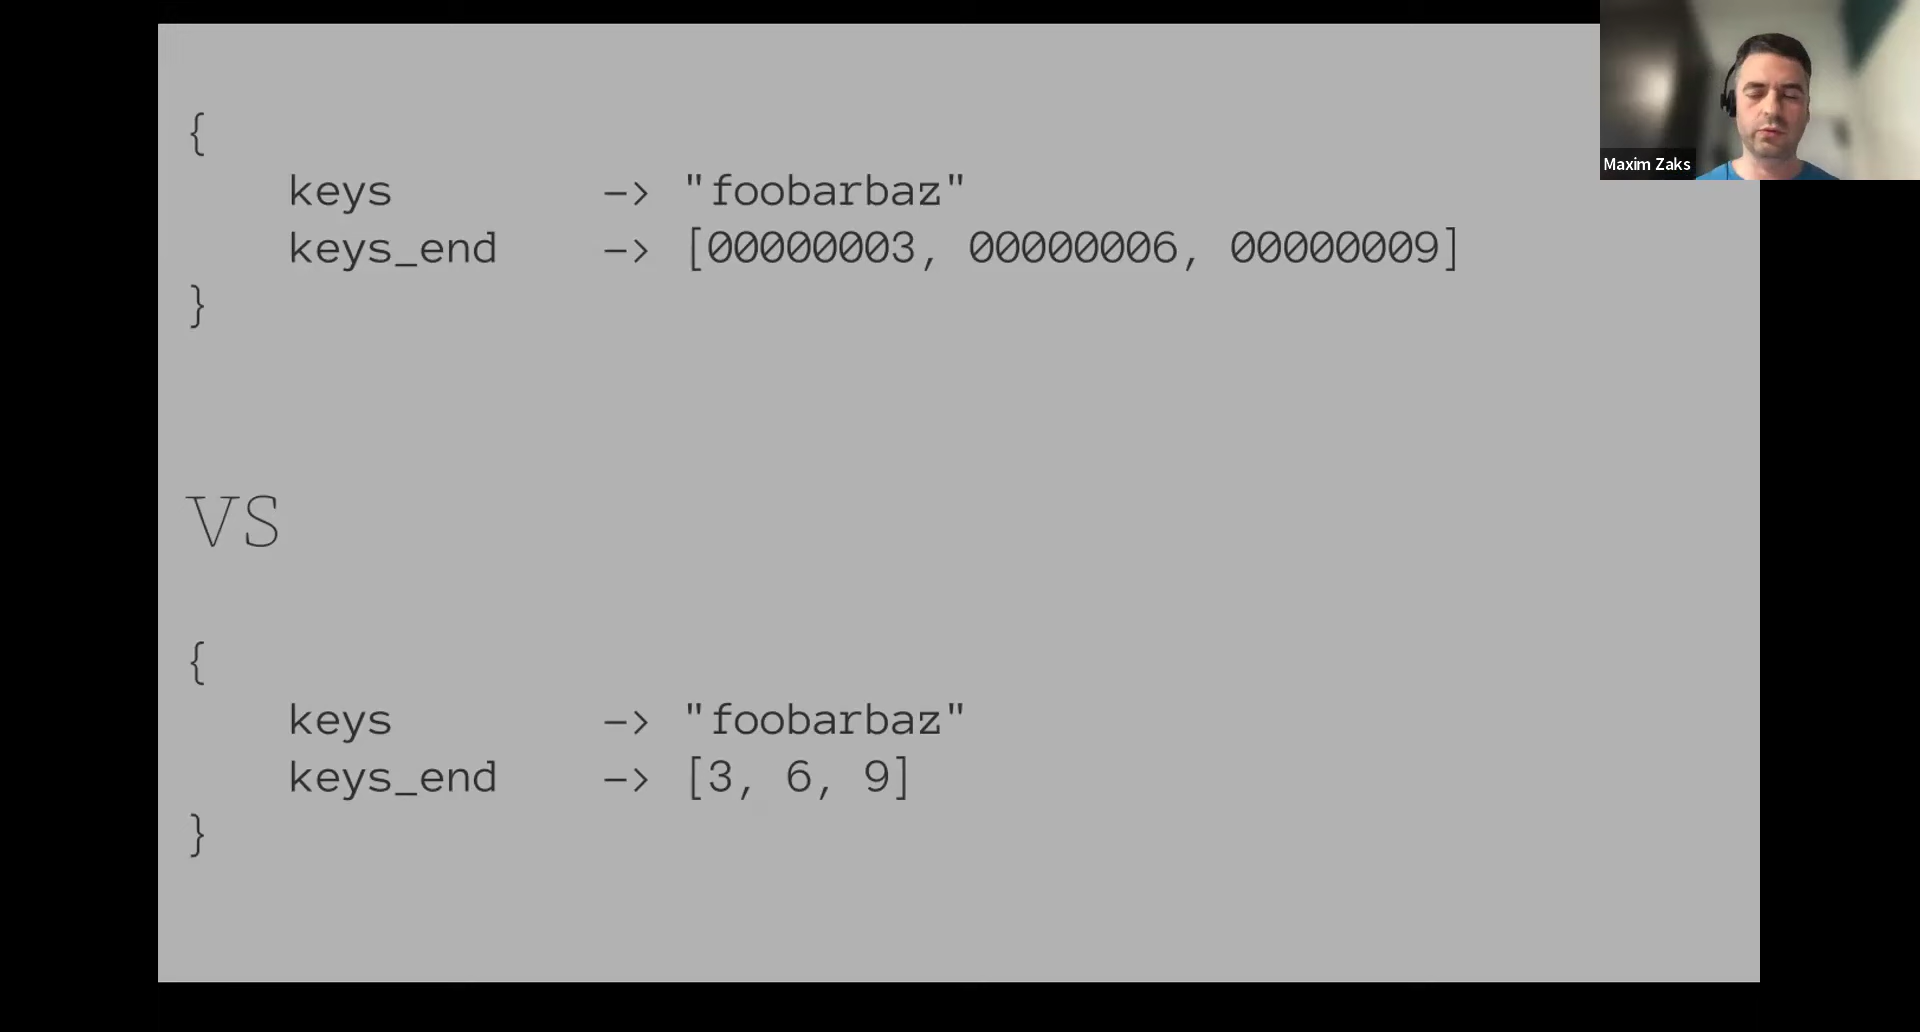 {
keys -> "foobarbaz"
keys_end -> [00000003, 00000006, 00000009]
}
VS
{
keys -> "foobarbaz"
keys_end -> [3, 6, 9]
}
Maxim Zaks